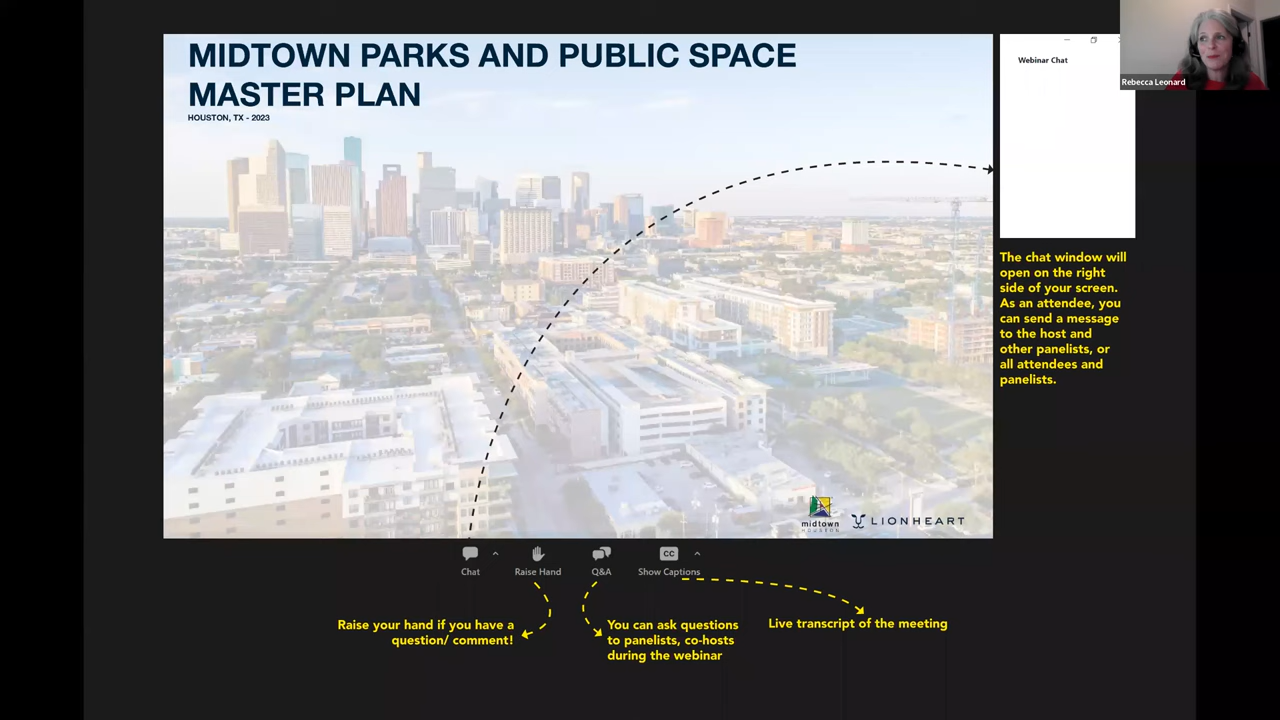 MIDTOWN PARKS AND PUBLIC SPACE
MASTER PLAN
HOUSTON, TX - 2023
Webinar Chat
Rebecca Leonard
The chat window will
open on the right
side of your screen.
As an attendee, you
can send a message
to the host and
other panelists, or
all attendees and
panelists.
midtown
HOUSTON
LIONHEART
Chat
Raise Hand
Q&A
CC
Show Captions
Raise your hand if you have a
question/ comment!
You can ask questions
to panelists, co-hosts
during the webinar
Live transcript of the meeting